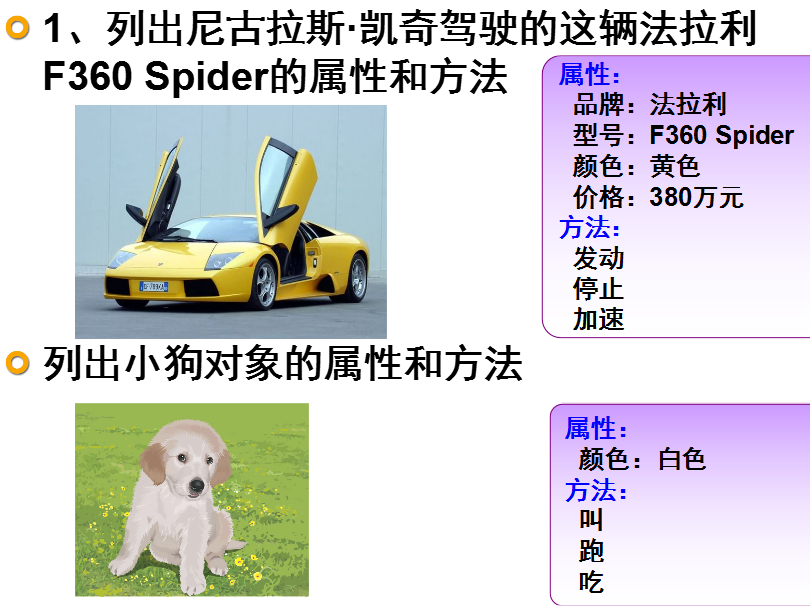 1、列出尼古拉斯·凯奇驾驶的这辆法拉利
F360 Spider的属性和方法
属性：
品牌：法拉利
型号：F360 Spider
颜色：黄色
价格：380万元
方法：
发动
停止
加速
列出小狗对象的属性和方法
属性：
颜色：白色
方法：
叫
跑
吃